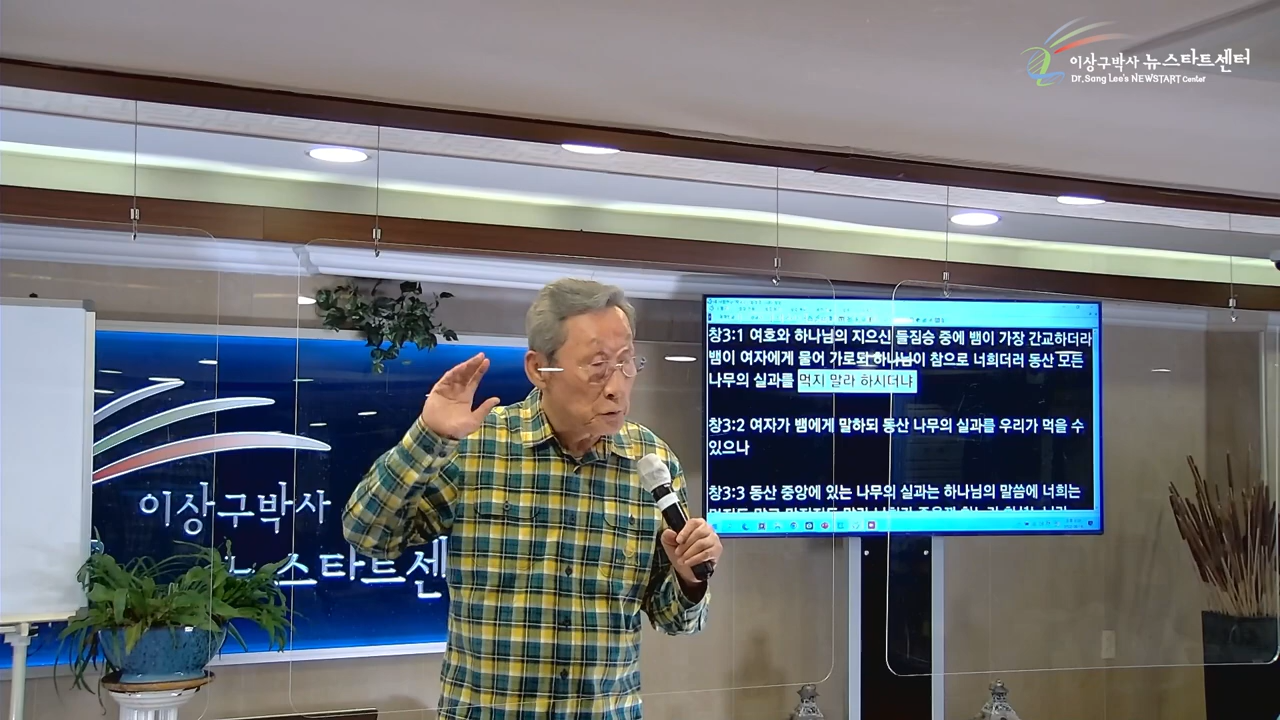 이상구박사 뉴스타트센터
Dr. Sang Lee's NEWSTART Center
창3:1 여호와 하나님의 지으신 들짐승 중에 뱀이 가장 간교하더라
뱀이 여자에게 물어 가로되 하나님이 참으로 너희더러 동산 모든
나무의 실과를 먹지 말라 하시더냐
창3:2 여자가 뱀에게 말하되 동산 나무의 실과를 우리가 먹을 수
있으나
창3:3 동산 중앙에 있는 나무의 실과는 하나님의 말씀에 너희는
이상구박사
스타트센